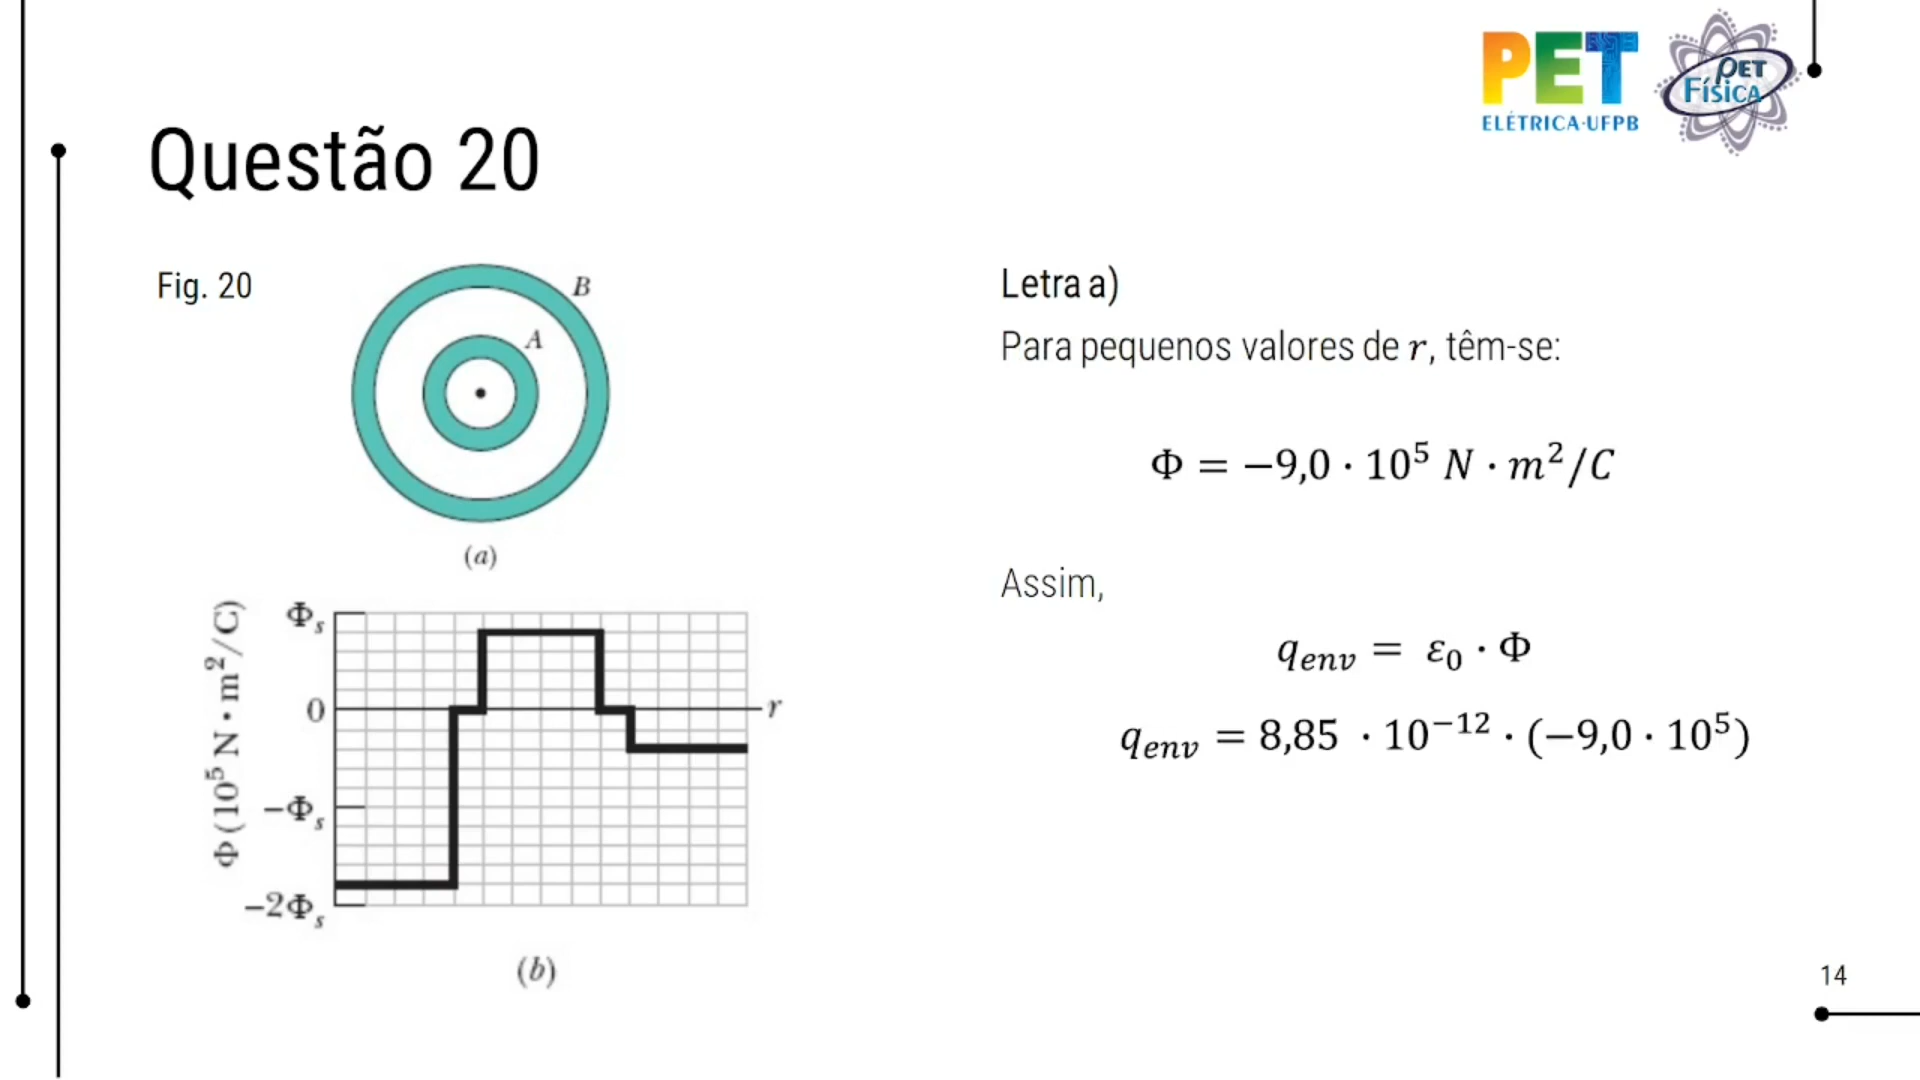 PET
ELÉTRICA·UFPB
PET
FÍSICA
Questão 20
Fig. 20
B
A
(a)
Φ (10⁵ N · m²/C)
Φₛ
0
−Φₛ
−2Φₛ
r
(b)
Letra a)
Para pequenos valores de r, têm-se:
Φ = −9,0 · 10⁵ N · m²/C
Assim,
q_env = ε₀ · Φ
q_env = 8,85 · 10⁻¹² · (−9,0 · 10⁵)
14